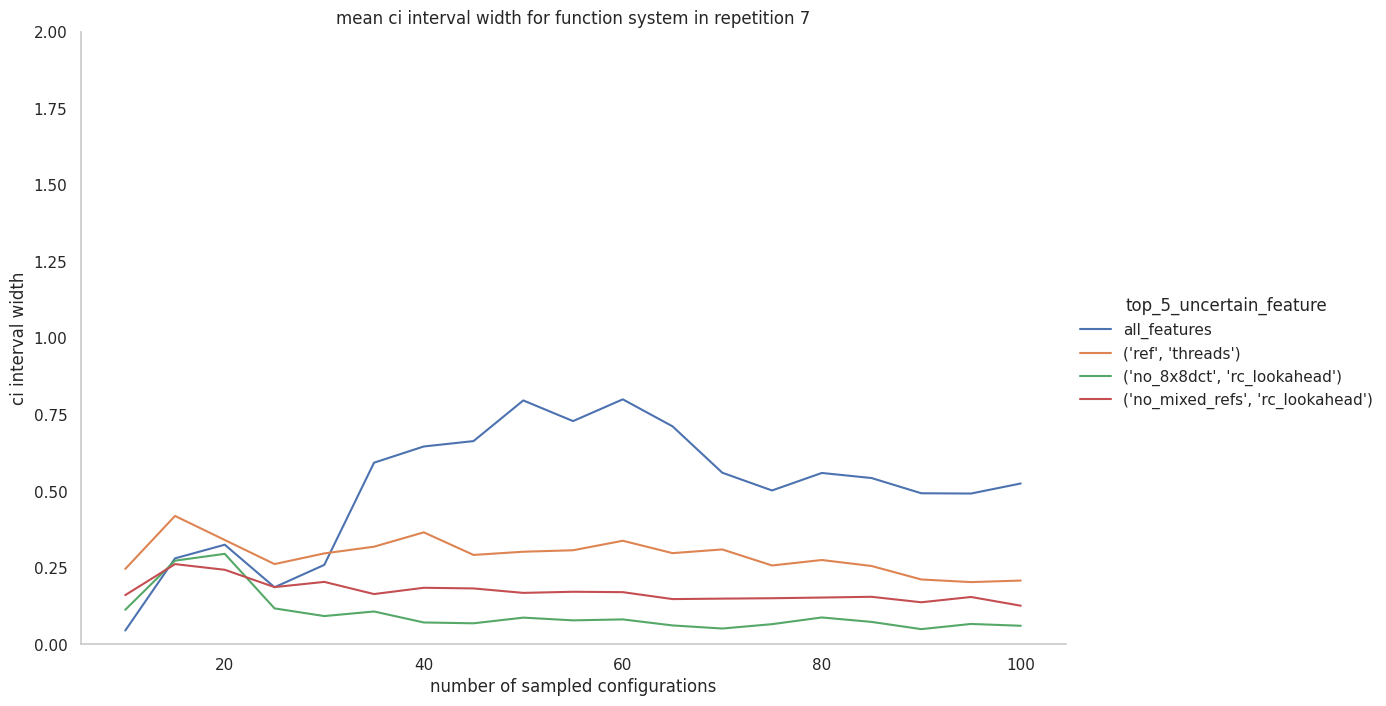 mean ci interval width for function system in repetition 7
2.00
1.75
1.50
1.25
1.00
0.75
0.50
0.25
0.00
ci interval width
20 40 60 80 100
number of sampled configurations
top_5_uncertain_feature
all_features
('ref', 'threads')
('no_8x8dct', 'rc_lookahead')
('no_mixed_refs', 'rc_lookahead')